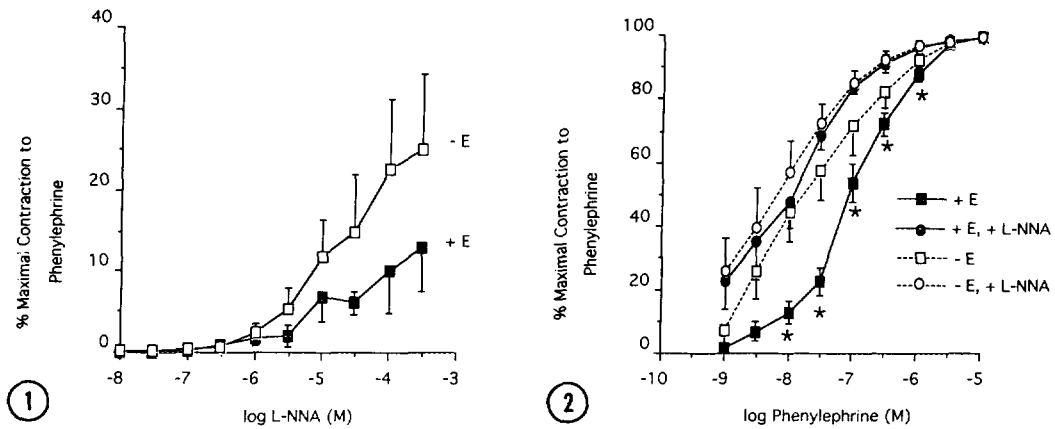 40
30
20
10
0
% Maximal Contraction to
Phenylephrine
- E
+ E
-8
-7
-6
-5
-4
-3
log L-NNA (M)
1
100
80
60
40
20
0
% Maximal Contraction to
Phenylephrine
*
*
*
*
*
*
+ E
+ E, + L-NNA
- E
- E, + L-NNA
-10
-9
-8
-7
-6
-5
log Phenylephrine (M)
2